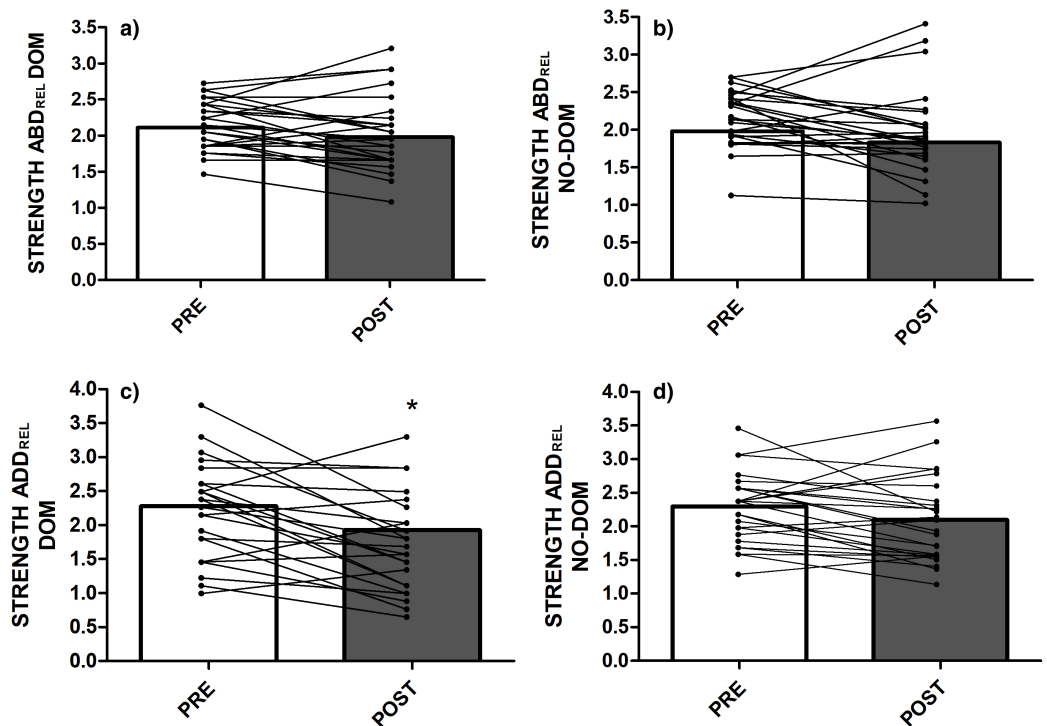 a)
STRENGTH ABDREL DOM
3.5
3.0
2.5
2.0
1.5
1.0
0.5
0.0
PRE
POST
b)
STRENGTH ABDREL
NO-DOM
3.5
3.0
2.5
2.0
1.5
1.0
0.5
0.0
PRE
POST
c)
STRENGTH ADDREL
DOM
4.0
3.5
3.0
2.5
2.0
1.5
1.0
0.5
0.0
*
PRE
POST
d)
STRENGTH ADDREL
NO-DOM
4.0
3.5
3.0
2.5
2.0
1.5
1.0
0.5
0.0
PRE
POST